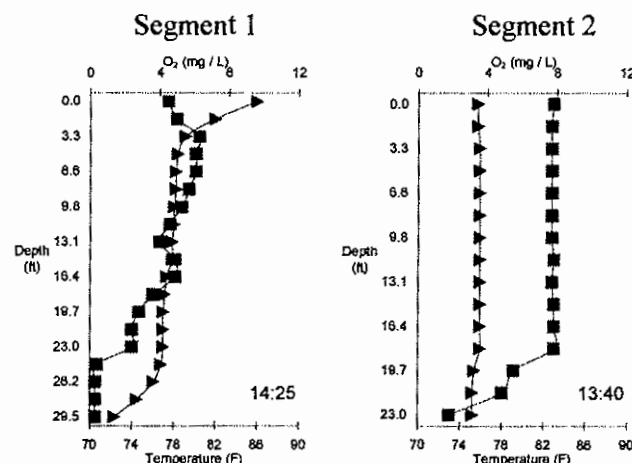 Segment 1
O₂ (mg / L)
0 4 8 12
0.0
3.3
6.6
9.8
13.1
16.4
19.7
23.0
26.2
29.5
Depth
(ft)
14:25
70 74 78 82 86 90
Temperature (F)
Segment 2
O₂ (mg / L)
0 4 8 12
0.0
3.3
6.6
9.8
13.1
16.4
19.7
23.0
Depth
(ft)
13:40
70 74 78 82 86 90
Temperature (F)